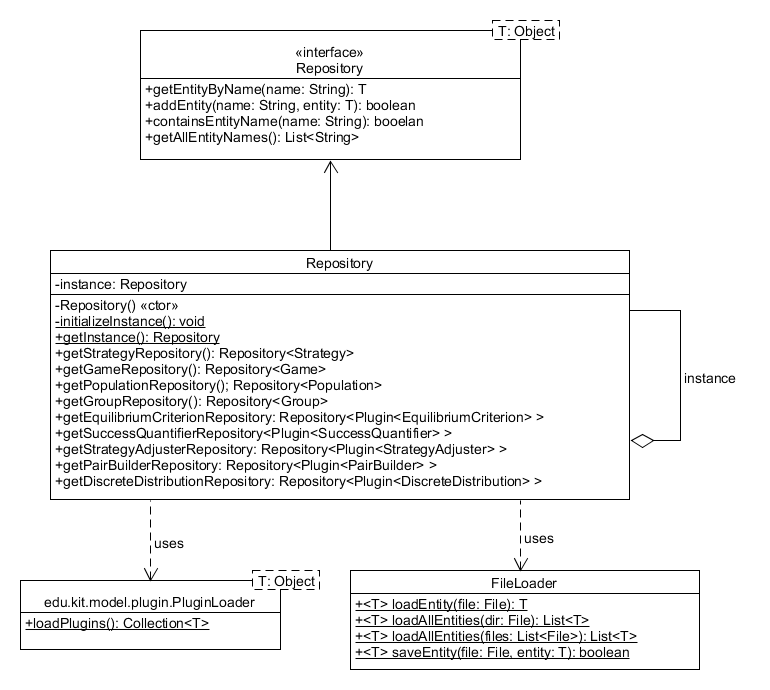 T: Object
«interface»
Repository
+getEntityByName(name: String): T
+addEntity(name: String, entity: T): boolean
+containsEntityName(name: String): booelan
+getAllEntityNames(): List<String>
Repository
-instance: Repository
-Repository() «ctor»
-initializeInstance(): void
+getInstance(): Repository
+getStrategyRepository(): Repository<Strategy>
+getGameRepository(): Repository<Game>
+getPopulationRepository(); Repository<Population>
+getGroupRepository(): Repository<Group>
+getEquilibriumCriterionRepository: Repository<Plugin<EquilibriumCriterion> >
+getSuccessQuantifierRepository<Plugin<SuccessQuantifier> >
+getStrategyAdjusterRepository: Repository<Plugin<StrategyAdjuster> >
+getPairBuilderRepository: Repository<Plugin<PairBuilder> >
+getDiscreteDistributionRepository: Repository<Plugin<DiscreteDistribution> >
instance
uses
uses
T: Object
edu.kit.model.plugin.PluginLoader
+loadPlugins(): Collection<T>
FileLoader
+<T> loadEntity(file: File): T
+<T> loadAllEntities(dir: File): List<T>
+<T> loadAllEntities(files: List<File>): List<T>
+<T> saveEntity(file: File, entity: T): boolean